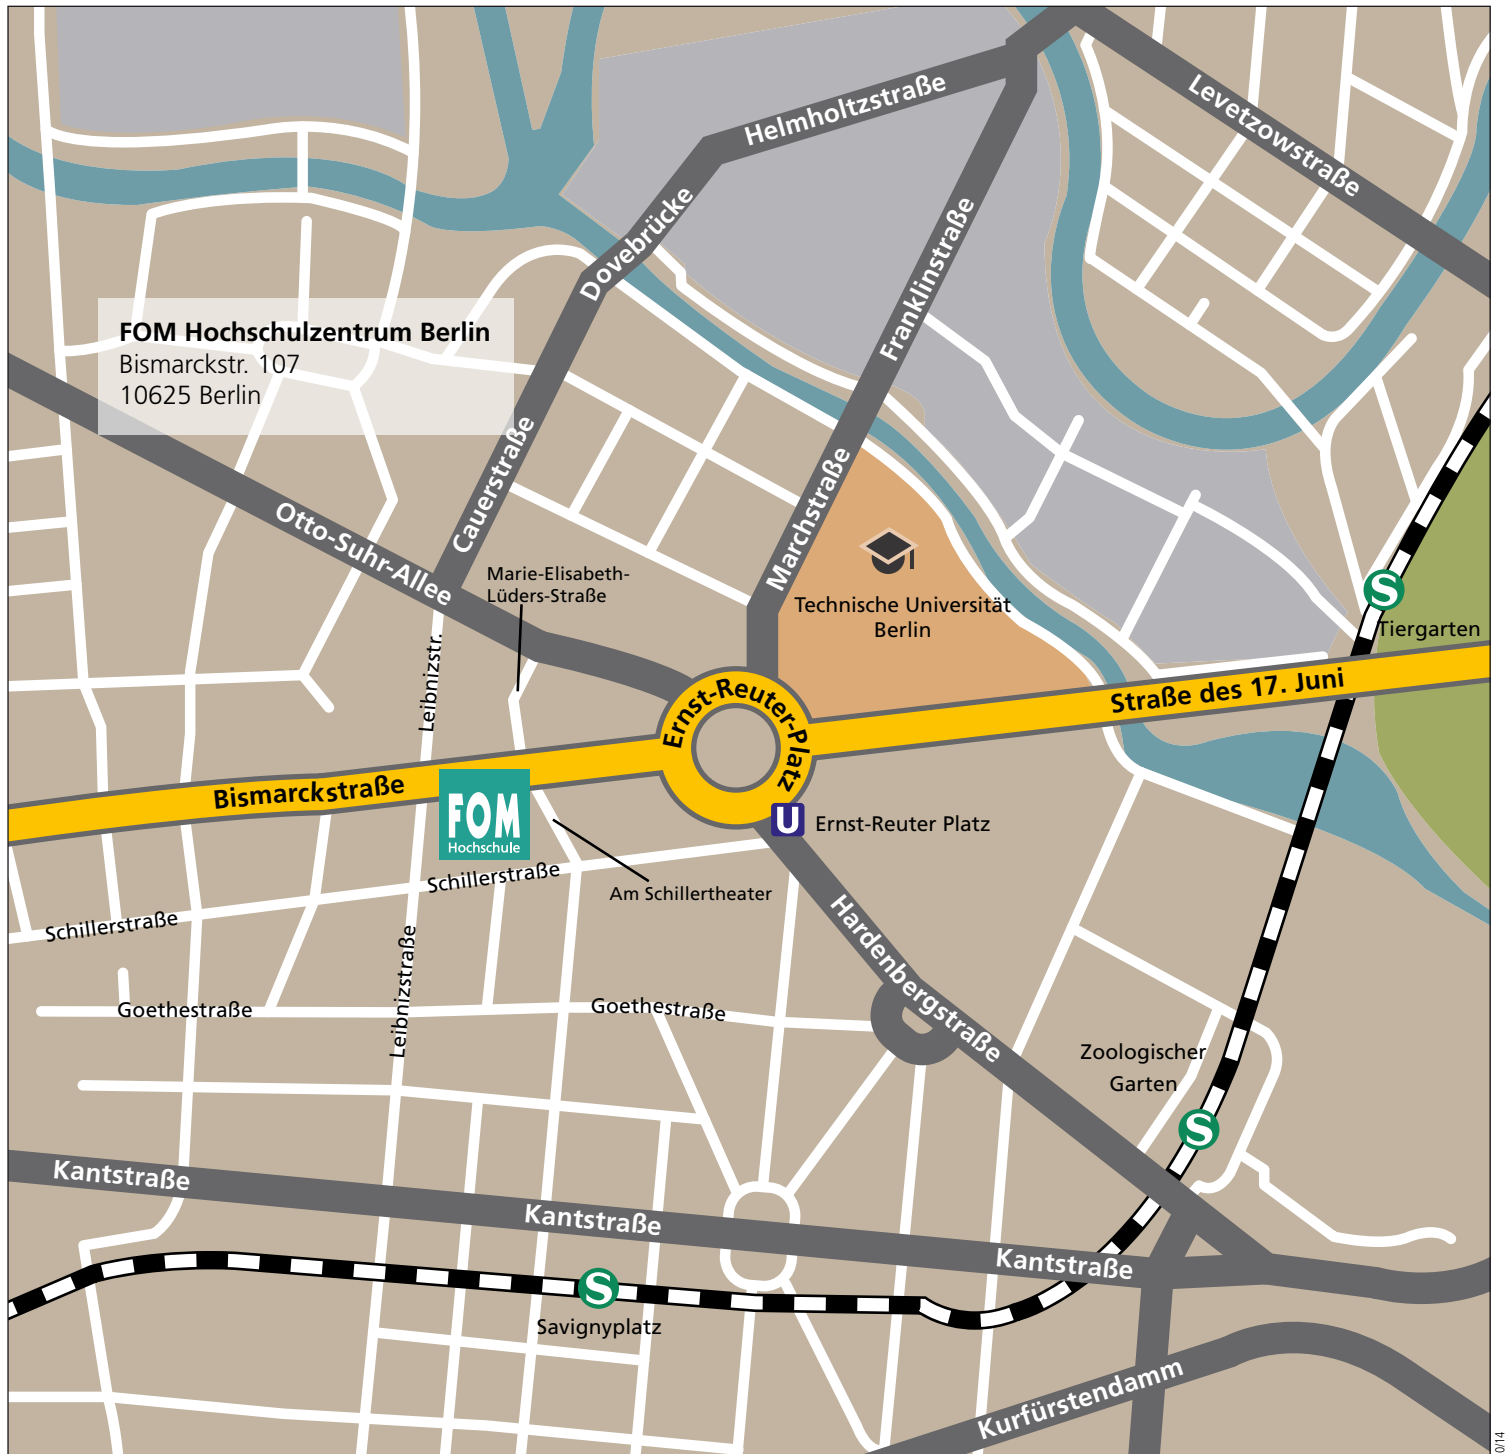 Levetzowstraße
Helmholtzstraße
Dovebrücke
Franklinstraße
FOM Hochschulzentrum Berlin
Bismarckstr. 107
10625 Berlin
Cauerstraße
Marchstraße
Otto-Suhr-Allee
Marie-Elisabeth-
Lüders-Straße
Technische Universität
Berlin
S
Tiergarten
Leibnizstr.
Ernst-Reuter-Platz
Straße des 17. Juni
Bismarckstraße
FOM
Hochschule
U
Ernst-Reuter Platz
Schillerstraße
Am Schillertheater
Schillerstraße
Hardenbergstraße
Leibnizstraße
Goethestraße
Goethestraße
Zoologischer
Garten
S
Kantstraße
Kantstraße
Kantstraße
S
Savignyplatz
Kurfürstendamm